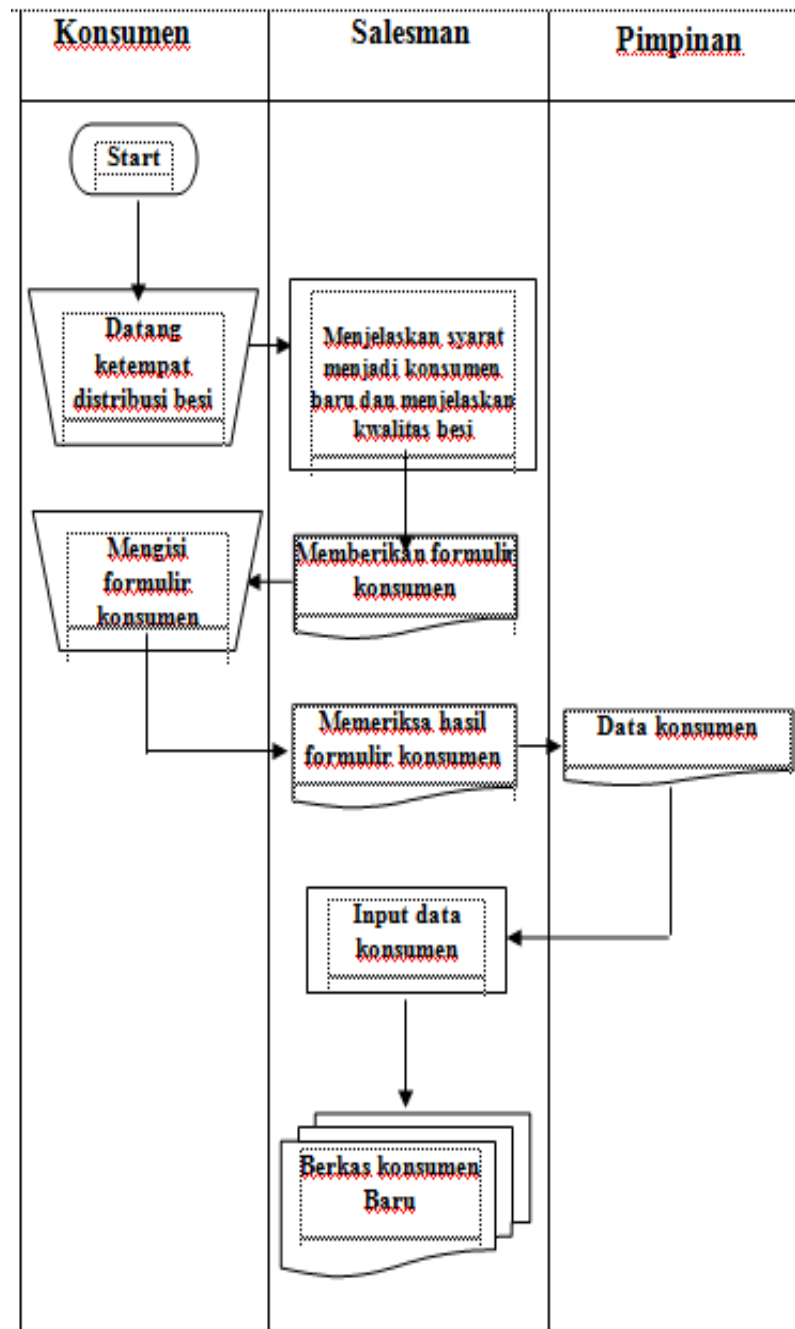 Konsumen
Salesman
Pimpinan
Start
Datang
ketempat
distribusi besi
Menjelaskan syarat
menjadi konsumen
baru dan menjelaskan
kwalitas besi
Memberikan formulir
konsumen
Mengisi
formulir
konsumen
Memeriksa hasil
formulir konsumen
Data konsumen
Input data
konsumen
Berkas konsumen
Baru